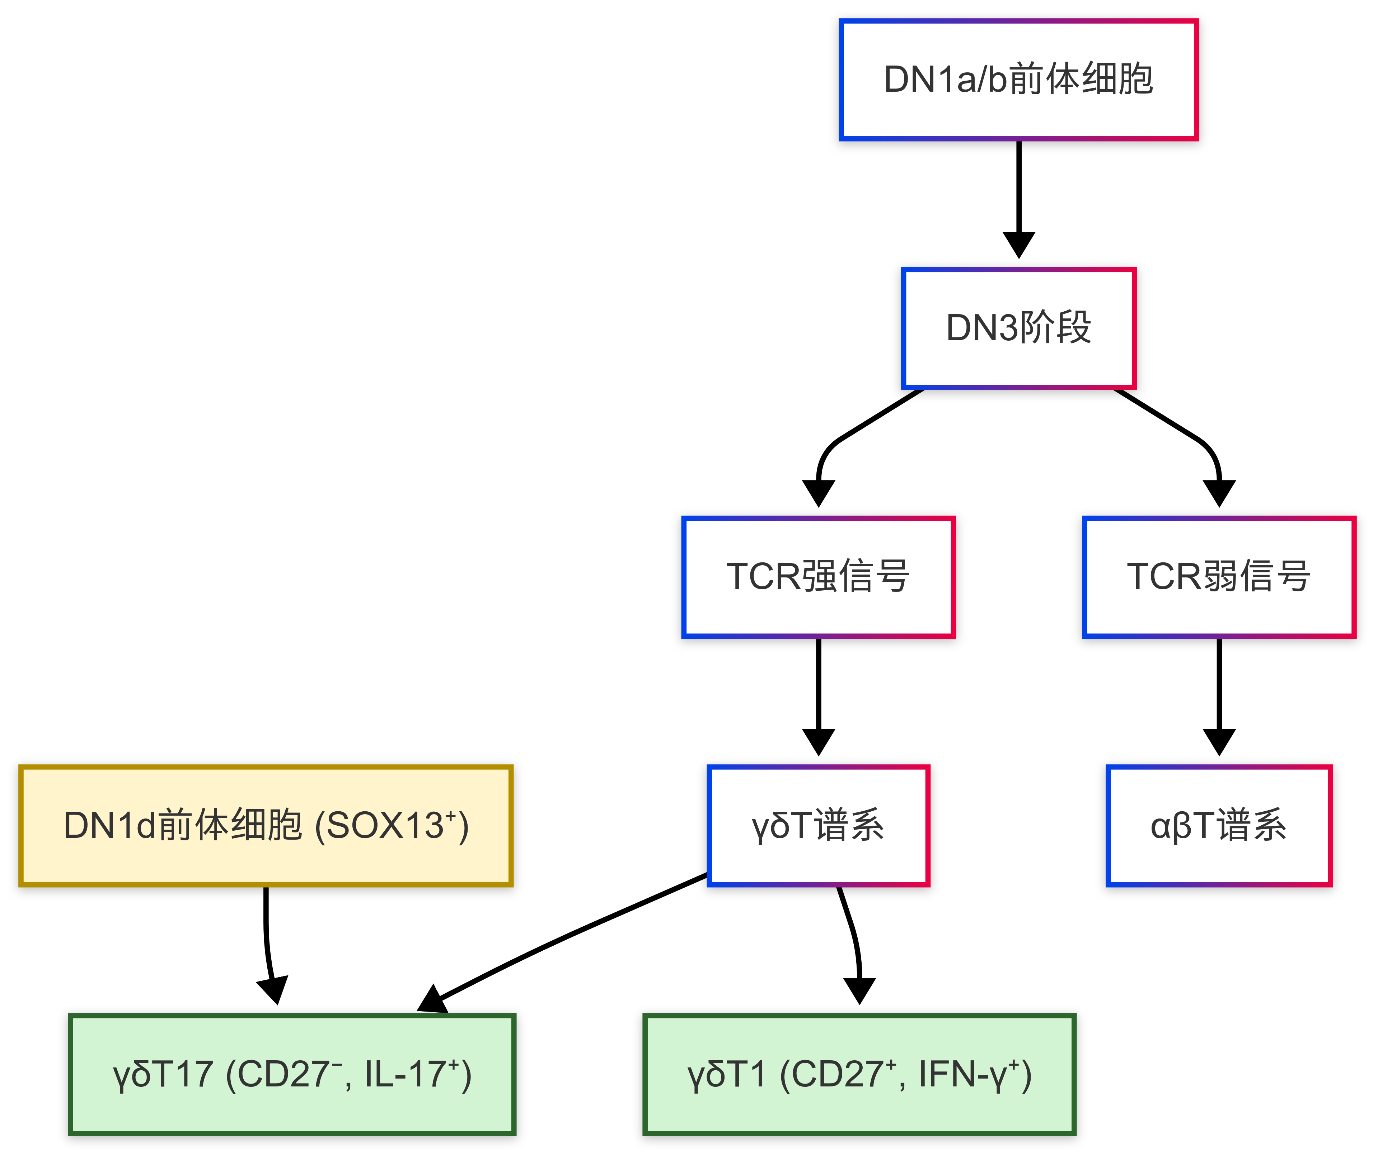 DN1a/b前体细胞
DN3阶段
TCR强信号
TCR弱信号
DN1d前体细胞 (SOX13⁺)
γδT谱系
αβT谱系
γδT17 (CD27⁻, IL-17⁺)
γδT1 (CD27⁺, IFN-γ⁺)